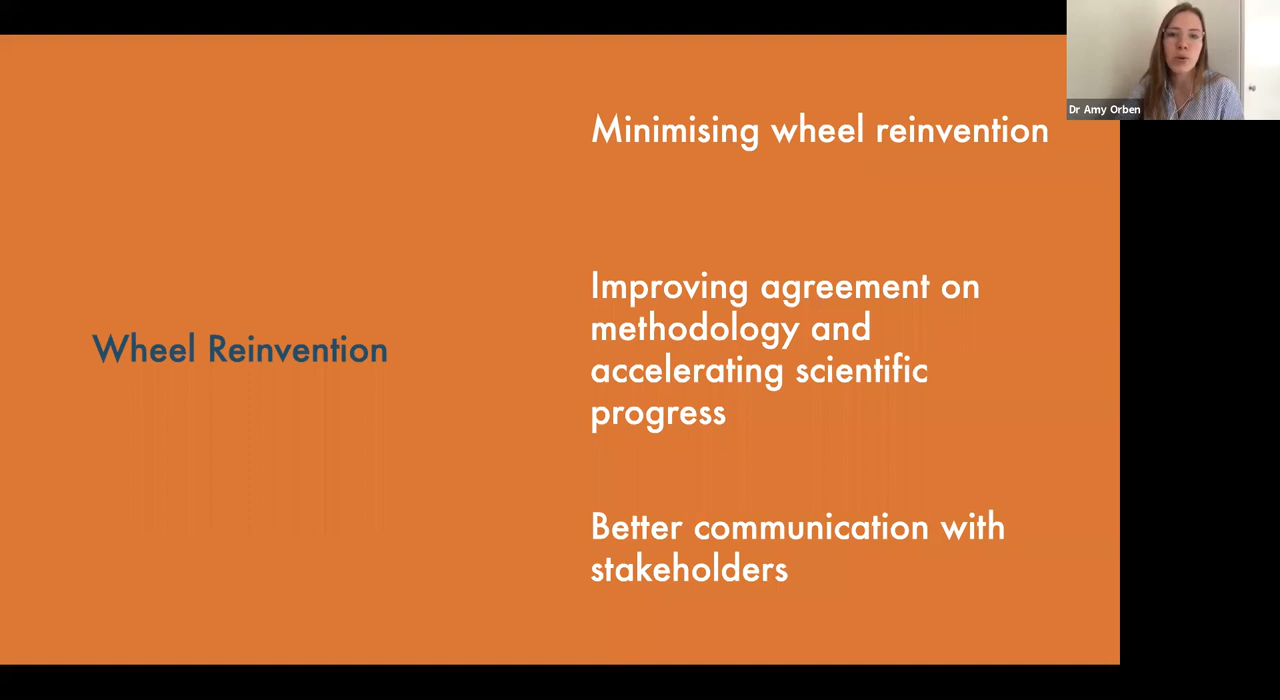 Dr Amy Orben
Wheel Reinvention
Minimising wheel reinvention
Improving agreement on
methodology and
accelerating scientific
progress
Better communication with
stakeholders